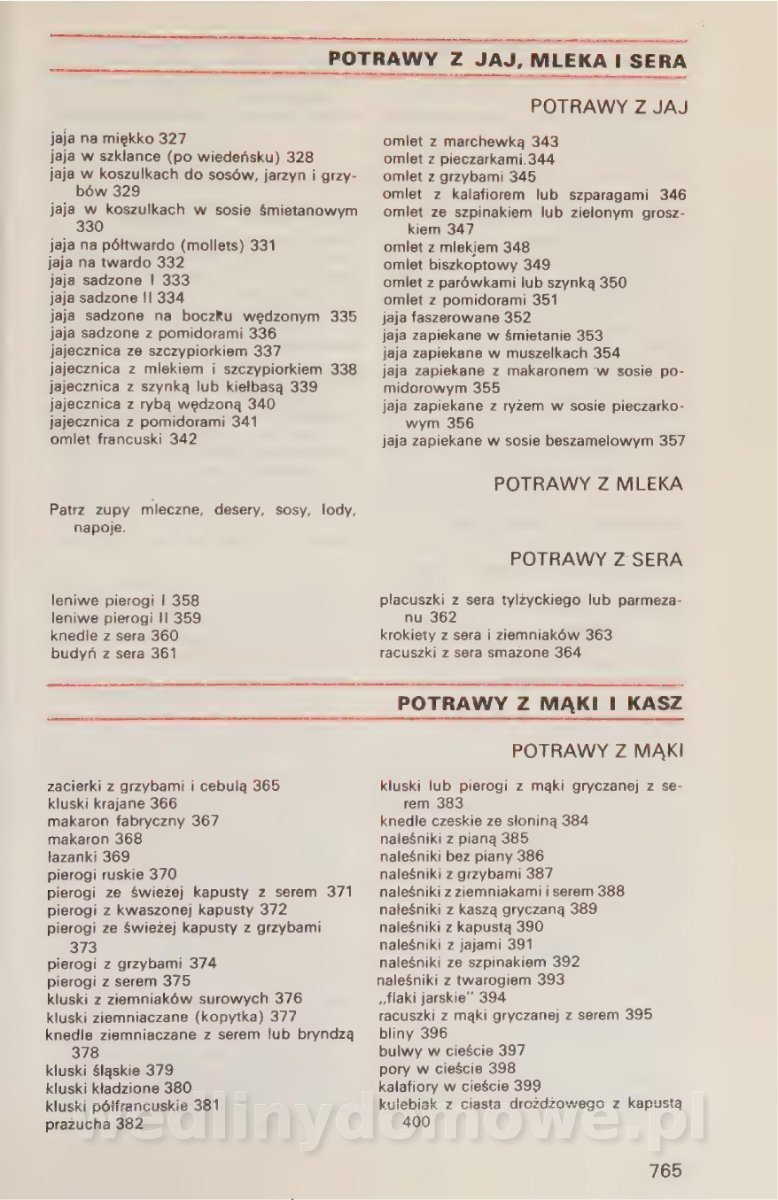 POTRAWY Z JAJ, MLEKA I SERA
POTRAWY Z JAJ
jaja na miękko 327
jaja w szklance (po wiedeńsku) 328
jaja w koszulkach do sosów, jarzyn i grzy-
bów 329
jaja w koszulkach w sosie śmietanowym
330
jaja na półtwardo (mollets) 331
jaja na twardo 332
jaja sadzone I 333
jaja sadzone II 334
jaja sadzone na boczku wędzonym 335
jaja sadzone z pomidorami 336
jajecznica ze szczypiorkiem 337
jajecznica z mlekiem i szczypiorkiem 338
jajecznica z szynką lub kiełbasą 339
jajecznica z rybą wędzoną 340
jajecznica z pomidorami 341
omlet francuski 342
omlet z marchewką 343
omlet z pieczarkami 344
omlet z grzybami 345
omlet z kalafiorem lub szparagami 346
omlet ze szpinakiem lub zielonym grosz-
kiem 347
omlet z mlekiem 348
omlet biszkoptowy 349
omlet z parówkami lub szynką 350
omlet z pomidorami 351
jaja faszerowane 352
jaja zapiekane w śmietanie 353
jaja zapiekane w muszelkach 354
jaja zapiekane z makaronem w sosie po-
midorowym 355
jaja zapiekane z ryżem w sosie pieczarko-
wym 356
jaja zapiekane w sosie beszamelowym 357
POTRAWY Z MLEKA
Patrz zupy mleczne, desery, sosy, lody,
napoje.
POTRAWY Z SERA
leniwe pierogi I 358
leniwe pierogi II 359
knedle z sera 360
budyń z sera 361
placuszki z sera tylżyckiego lub parmeza-
nu 362
krokiety z sera i ziemniaków 363
racuszki z sera smażone 364
POTRAWY Z MĄKI I KASZ
POTRAWY Z MĄKI
zacierki z grzybami i cebulą 365
kluski krajane 366
makaron fabryczny 367
makaron 368
łazanki 369
pierogi ruskie 370
pierogi ze świeżej kapusty z serem 371
pierogi z kwaszonej kapusty 372
pierogi ze świeżej kapusty z grzybami
373
pierogi z grzybami 374
pierogi z serem 375
kluski z ziemniaków surowych 376
kluski ziemniaczane (kopytka) 377
knedle ziemniaczane z serem lub bryndzą
378
kluski śląskie 379
kluski kładzione 380
kluski półfrancuskie 381
prażucha 382
kluski lub pierogi z mąki gryczanej z se-
rem 383
knedle czeskie ze słoniną 384
naleśniki z pianą 385
naleśniki bez piany 386
naleśniki z grzybami 387
naleśniki z ziemniakami i serem 388
naleśniki z kaszą gryczaną 389
naleśniki z kapustą 390
naleśniki z jajami 391
naleśniki ze szpinakiem 392
naleśniki z twarogiem 393
„flaki jarskie" 394
racuszki z mąki gryczanej z serem 395
bliny 396
bulwy w cieście 397
pory w cieście 398
kalafiory w cieście 399
kulebiak z ciasta drożdżowego z kapustą
400
wedlinydomowe.pl
765